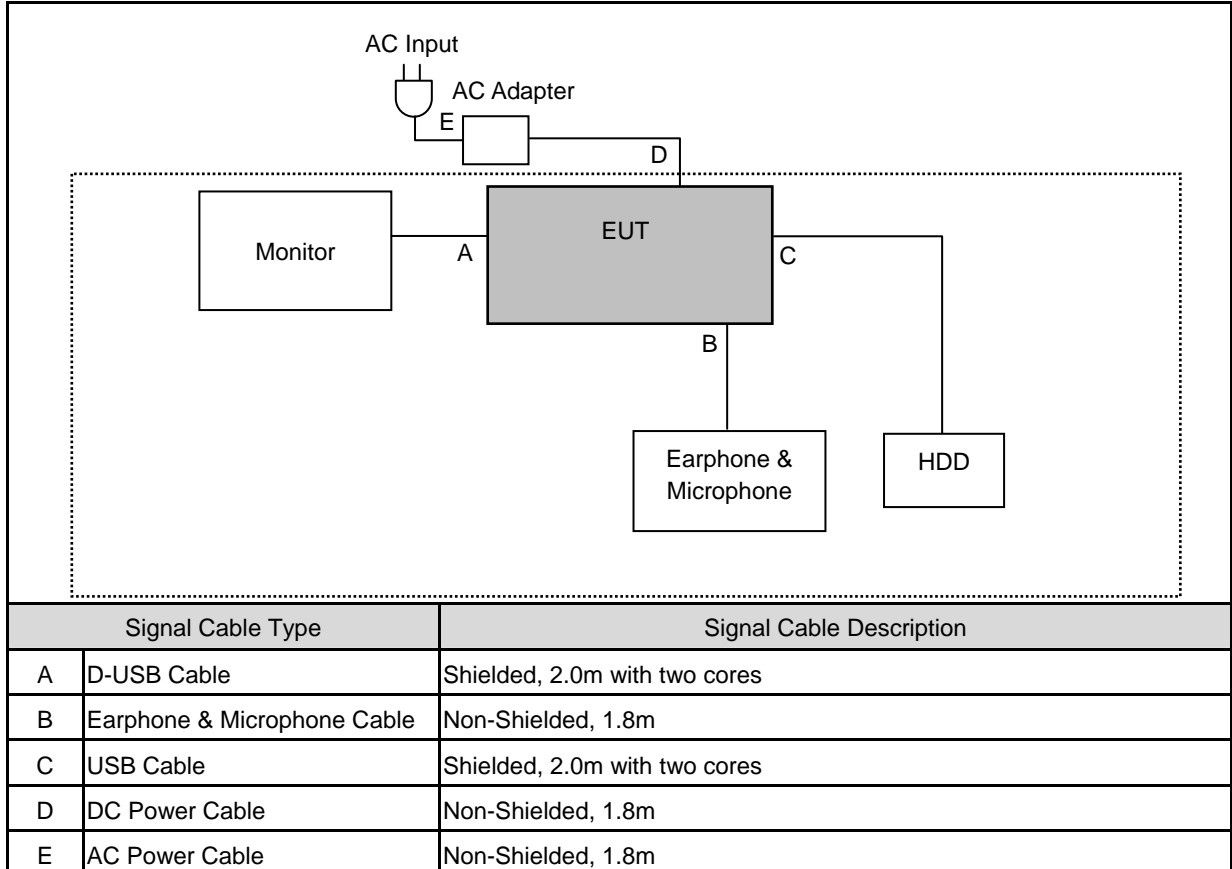 AC Input
AC Adapter
E
D
Monitor
A
EUT
C
B
Earphone &
Microphone
HDD
Signal Cable Type Signal Cable Description
A D-USB Cable Shielded, 2.0m with two cores
B Earphone & Microphone Cable Non-Shielded, 1.8m
C USB Cable Shielded, 2.0m with two cores
D DC Power Cable Non-Shielded, 1.8m
E AC Power Cable Non-Shielded, 1.8m